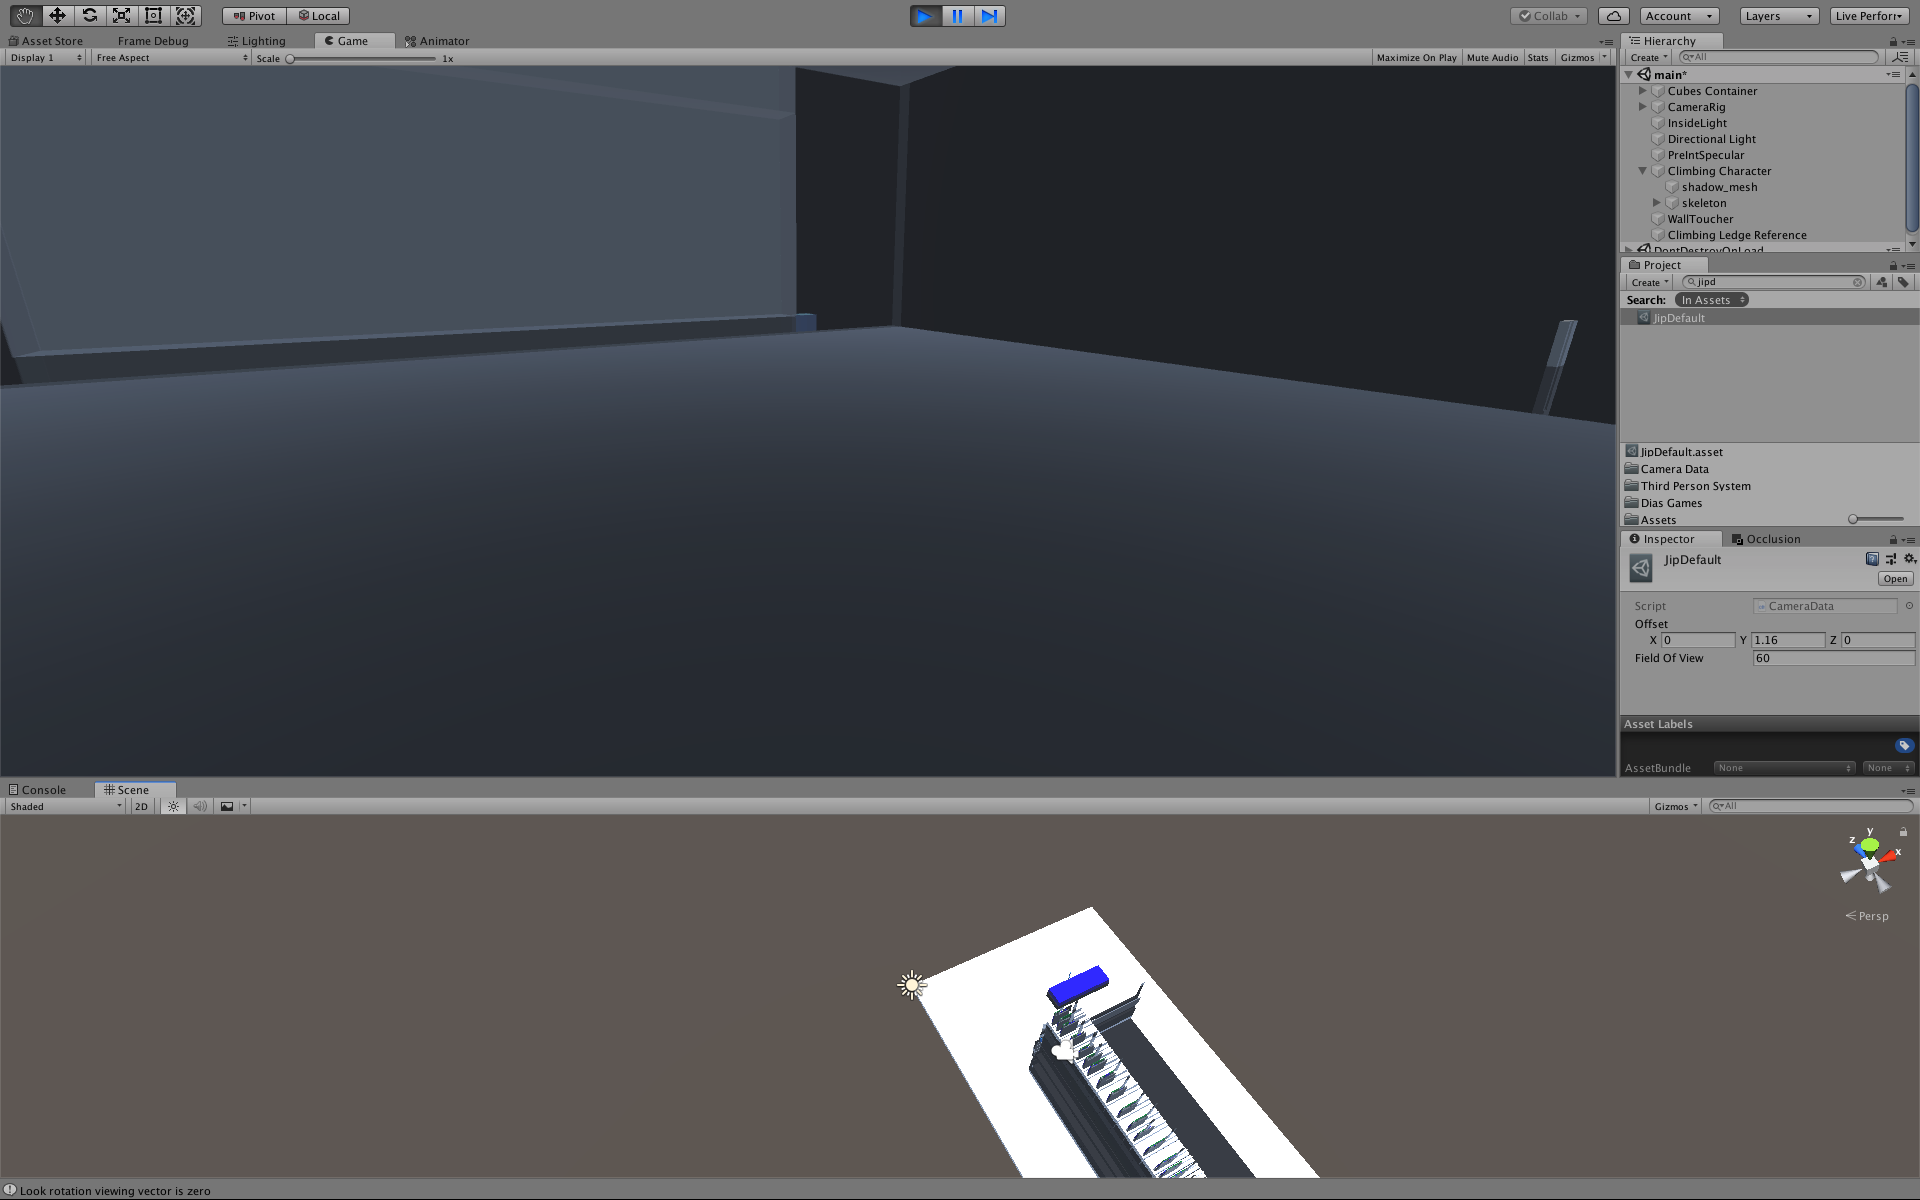 Pivot Local Collab Account Layers Live Perforr
Asset Store Frame Debug Lighting Game Animator
Display 1 Free Aspect Scale 1x Maximize On Play Mute Audio Stats Gizmos
Hierarchy
Create All
main*
Cubes Container
CameraRig
InsideLight
Directional Light
PreIntSpecular
Climbing Character
shadow_mesh
skeleton
WallToucher
Climbing Ledge Reference
DontDestroyOnLoad
Project
Create jipd
Search: In Assets
JipDefault
JipDefault.asset
Camera Data
Third Person System
Dias Games
Assets
Inspector Occlusion
JipDefault
Open
Script CameraData
Offset
X 0 Y 1.16 Z 0
Field Of View 60
Asset Labels
AssetBundle None None
Console Scene
Shaded 2D Gizmos All
y
z x
Persp
Look rotation viewing vector is zero